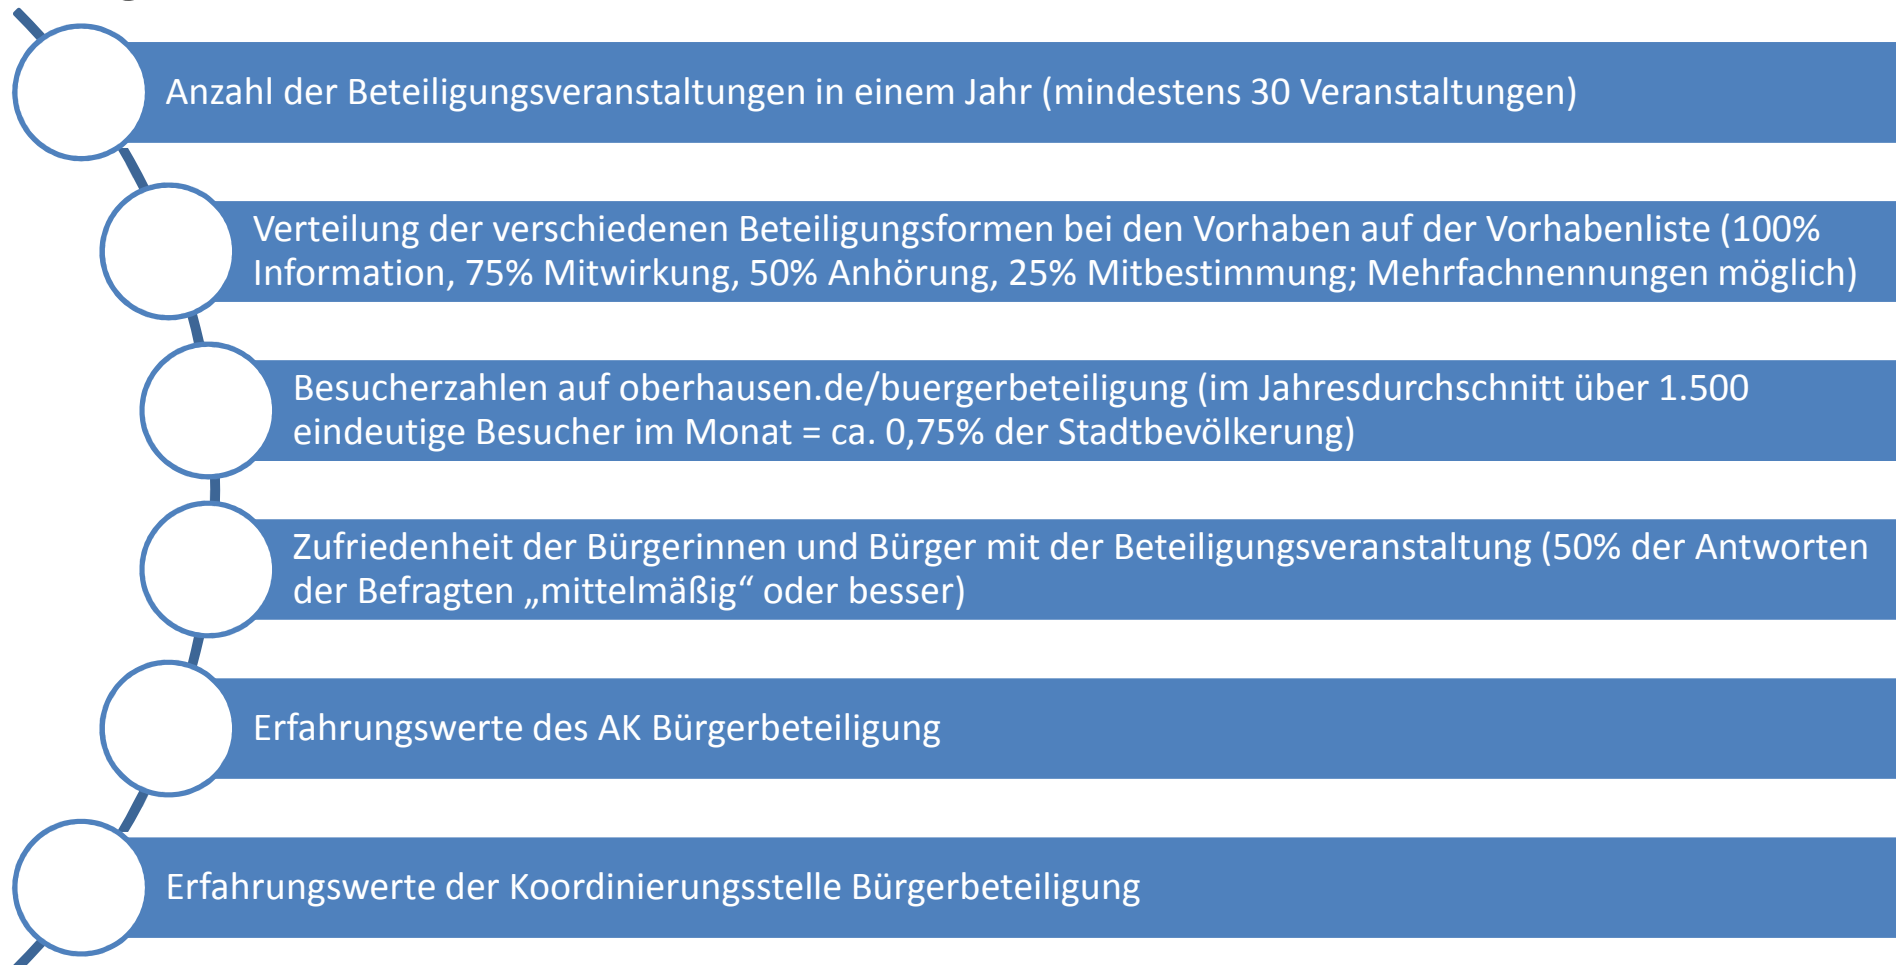 Anzahl der Beteiligungsveranstaltungen in einem Jahr (mindestens 30 Veranstaltungen)
Verteilung der verschiedenen Beteiligungsformen bei den Vorhaben auf der Vorhabenliste (100%
Information, 75% Mitwirkung, 50% Anhörung, 25% Mitbestimmung; Mehrfachnennungen möglich)
Besucherzahlen auf oberhausen.de/buergerbeteiligung (im Jahresdurchschnitt über 1.500
eindeutige Besucher im Monat = ca. 0,75% der Stadtbevölkerung)
Zufriedenheit der Bürgerinnen und Bürger mit der Beteiligungsveranstaltung (50% der Antworten
der Befragten „mittelmäßig“ oder besser)
Erfahrungswerte des AK Bürgerbeteiligung
Erfahrungswerte der Koordinierungsstelle Bürgerbeteiligung